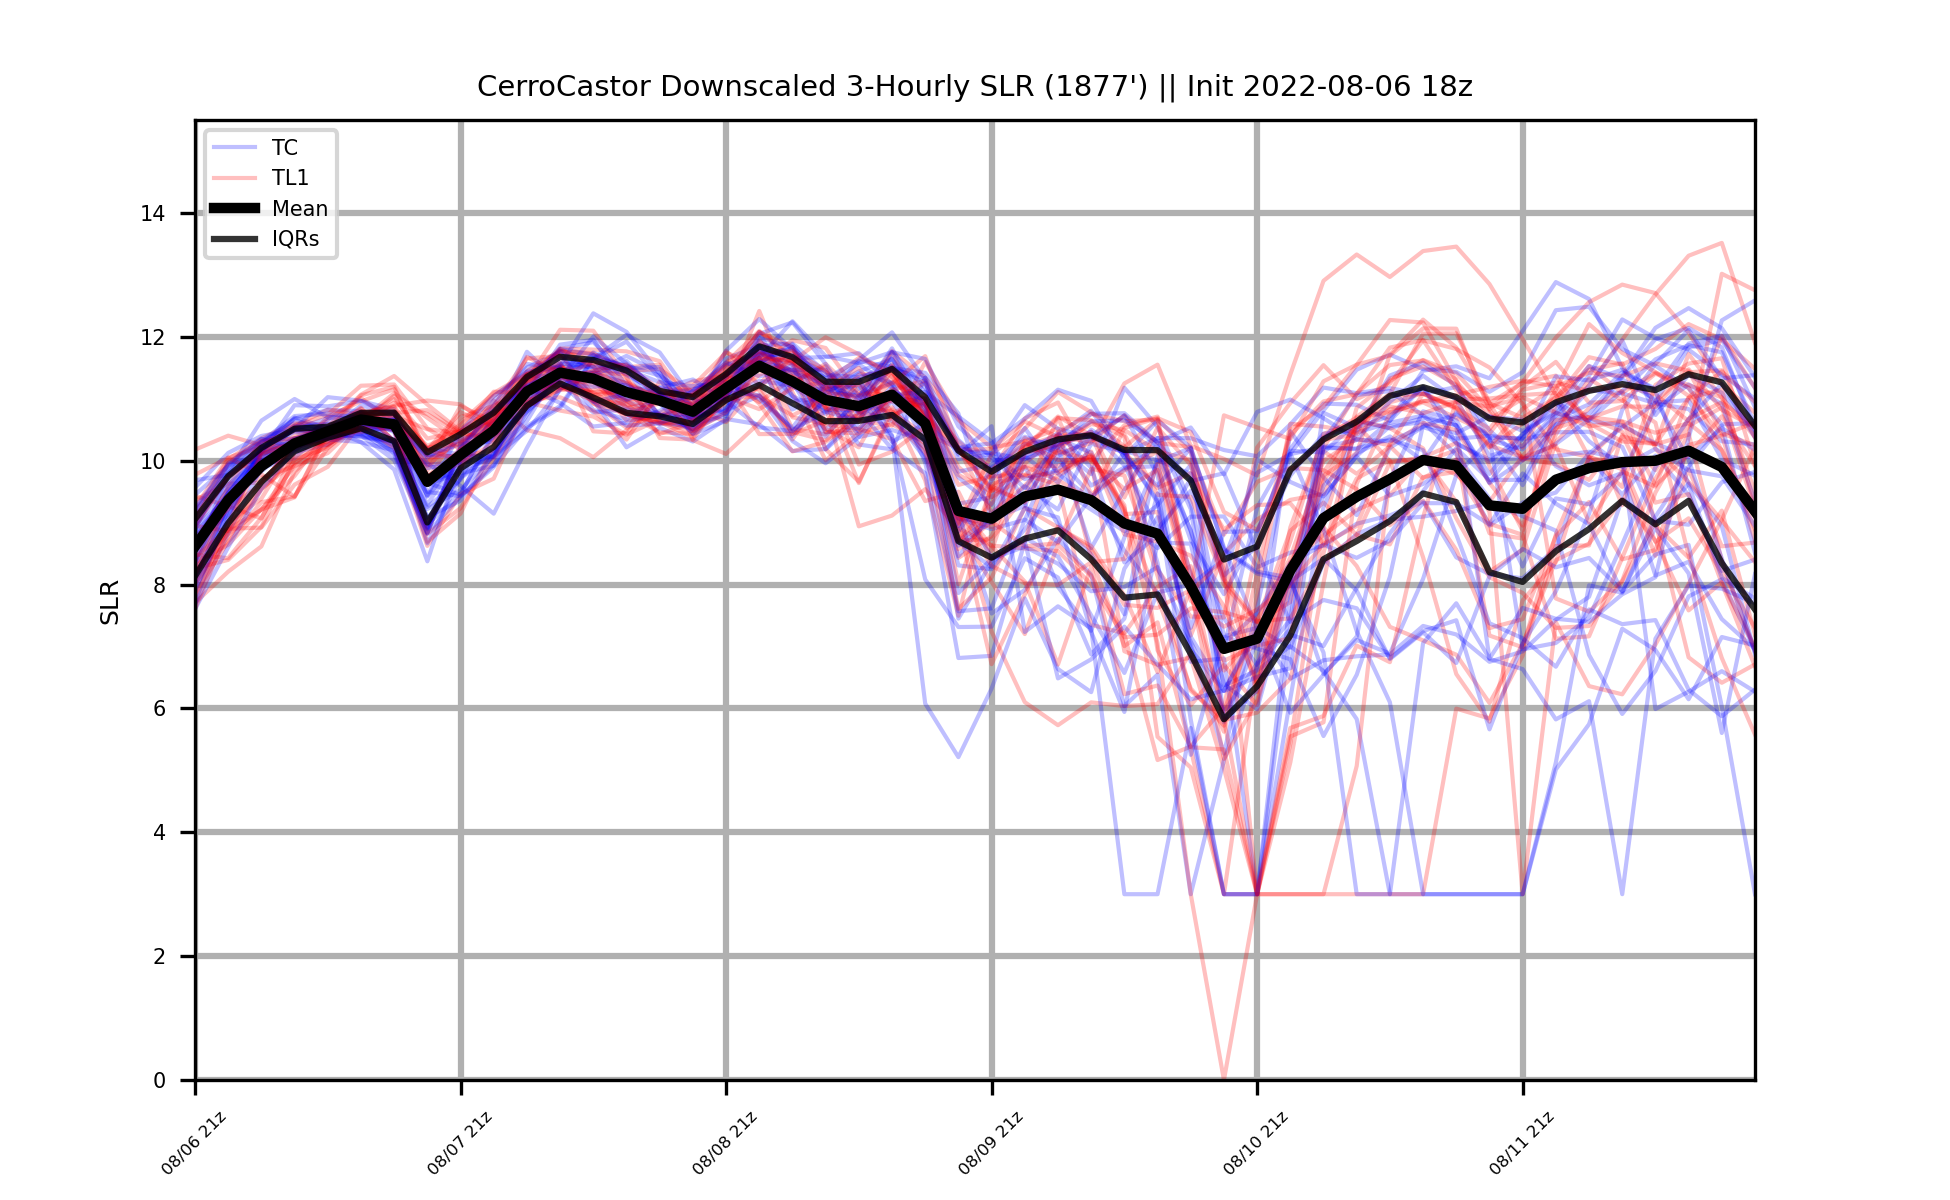 CerroCastor Downscaled 3-Hourly SLR (1877') || Init 2022-08-06 18z
TC
TL1
Mean
IQRs
SLR
14
12
10
8
6
4
2
0
08/06 21z
08/07 21z
08/08 21z
08/09 21z
08/10 21z
08/11 21z